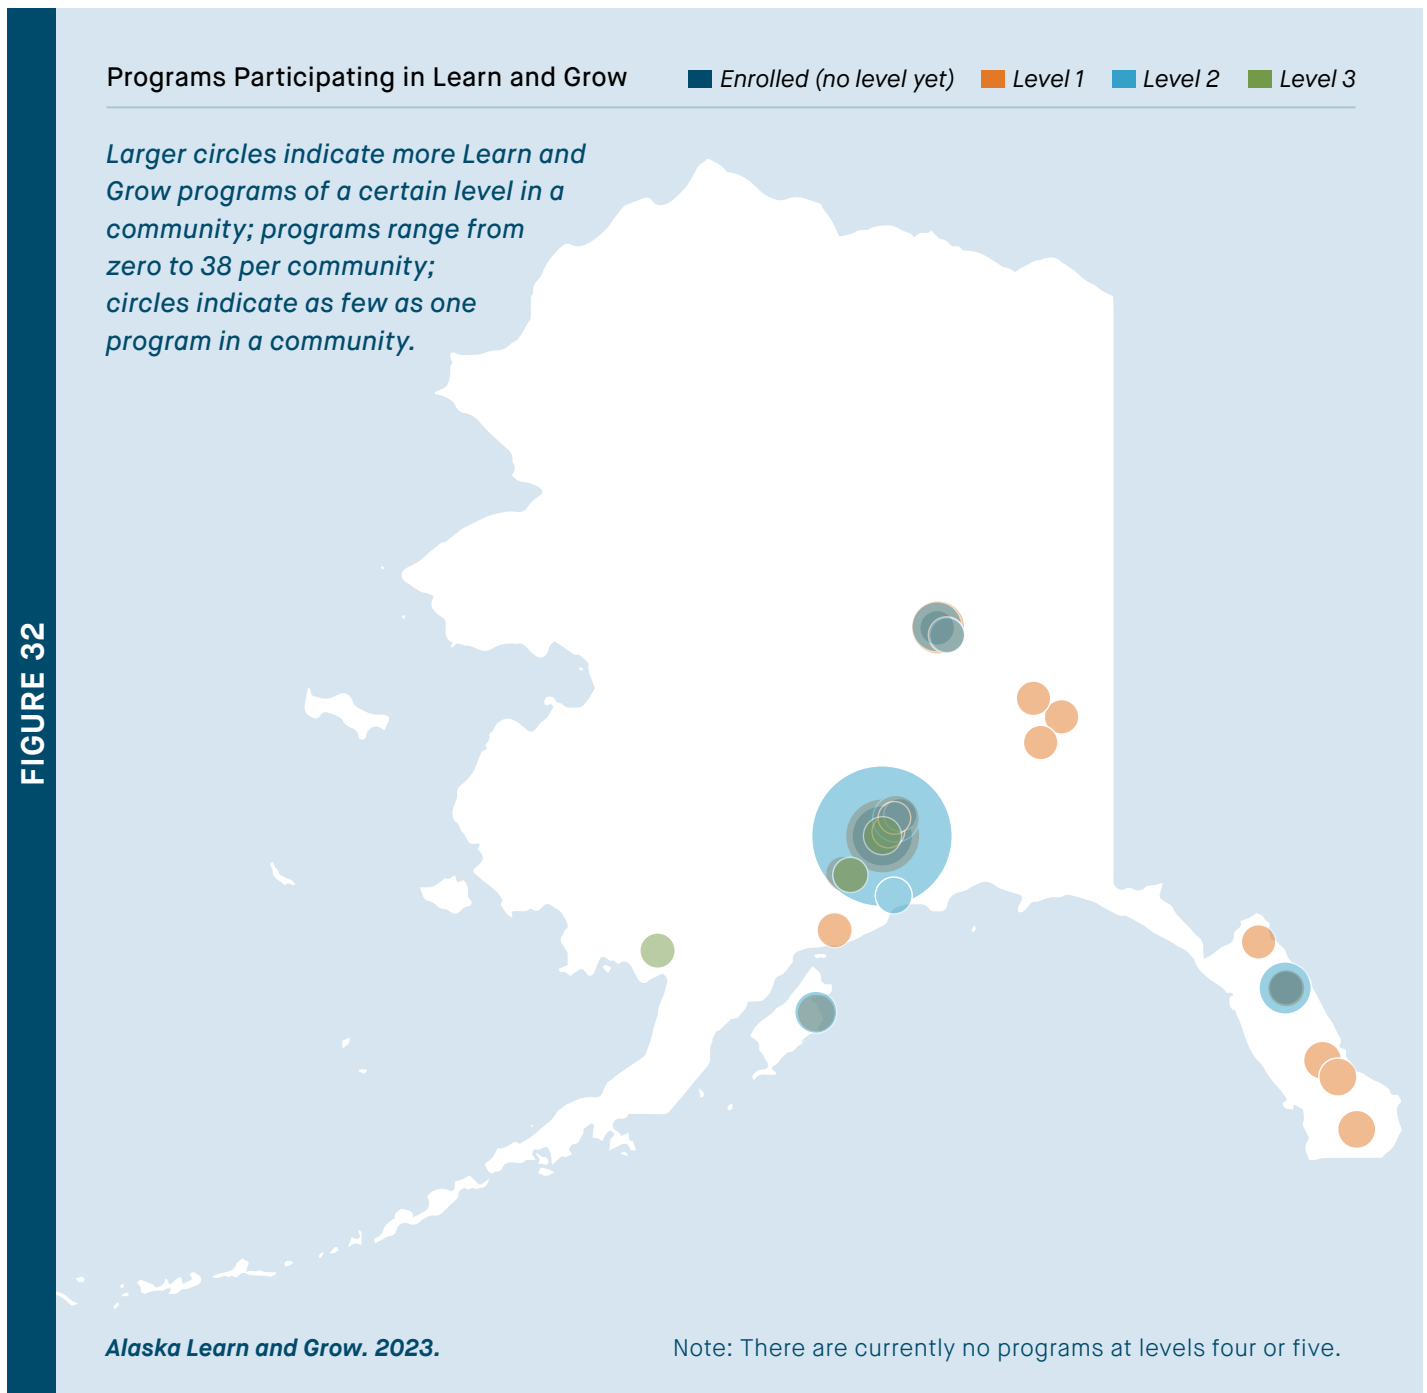 FIGURE 32
Programs Participating in Learn and Grow
Enrolled (no level yet)
Level 1
Level 2
Level 3
Larger circles indicate more Learn and
Grow programs of a certain level in a
community; programs range from
zero to 38 per community;
circles indicate as few as one
program in a community.
Alaska Learn and Grow. 2023.
Note: There are currently no programs at levels four or five.